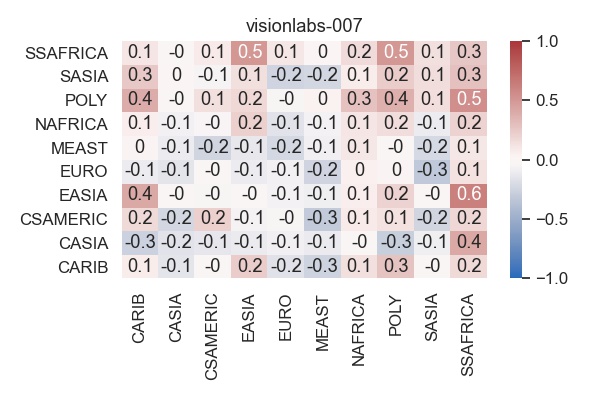 visionlabs-007
SSAFRICA 0.1 -0 0.1 0.5 0.1 0 0.2 0.5 0.1 0.3
SASIA 0.3 0 -0.1 0.1 -0.2 -0.2 0.1 0.2 0.1 0.3
POLY 0.4 -0 0.1 0.2 -0 0 0.3 0.4 0.1 0.5
NAFRICA 0.1 -0.1 -0 0.2 -0.1 -0.1 0.1 0.2 -0.1 0.2
MEAST 0 -0.1 -0.2 -0.1 -0.2 -0.1 0.1 -0 -0.2 0.1
EURO -0.1 -0.1 -0 -0.1 -0.1 -0.2 0 0 -0.3 0.1
EASIA 0.4 -0 -0 -0 -0.1 -0.1 0.1 0.2 -0 0.6
CSAMERIC 0.2 -0.2 0.2 -0.1 -0 -0.3 0.1 0.1 -0.2 0.2
CASIA -0.3 -0.2 -0.1 -0.1 -0.1 -0.1 -0 -0.3 -0.1 0.4
CARIB 0.1 -0.1 -0 0.2 -0.2 -0.3 0.1 0.3 -0 0.2
CARIB CASIA CSAMERIC EASIA EURO MEAST NAFRICA POLY SASIA SSAFRICA
1.0
0.5
0.0
−0.5
−1.0